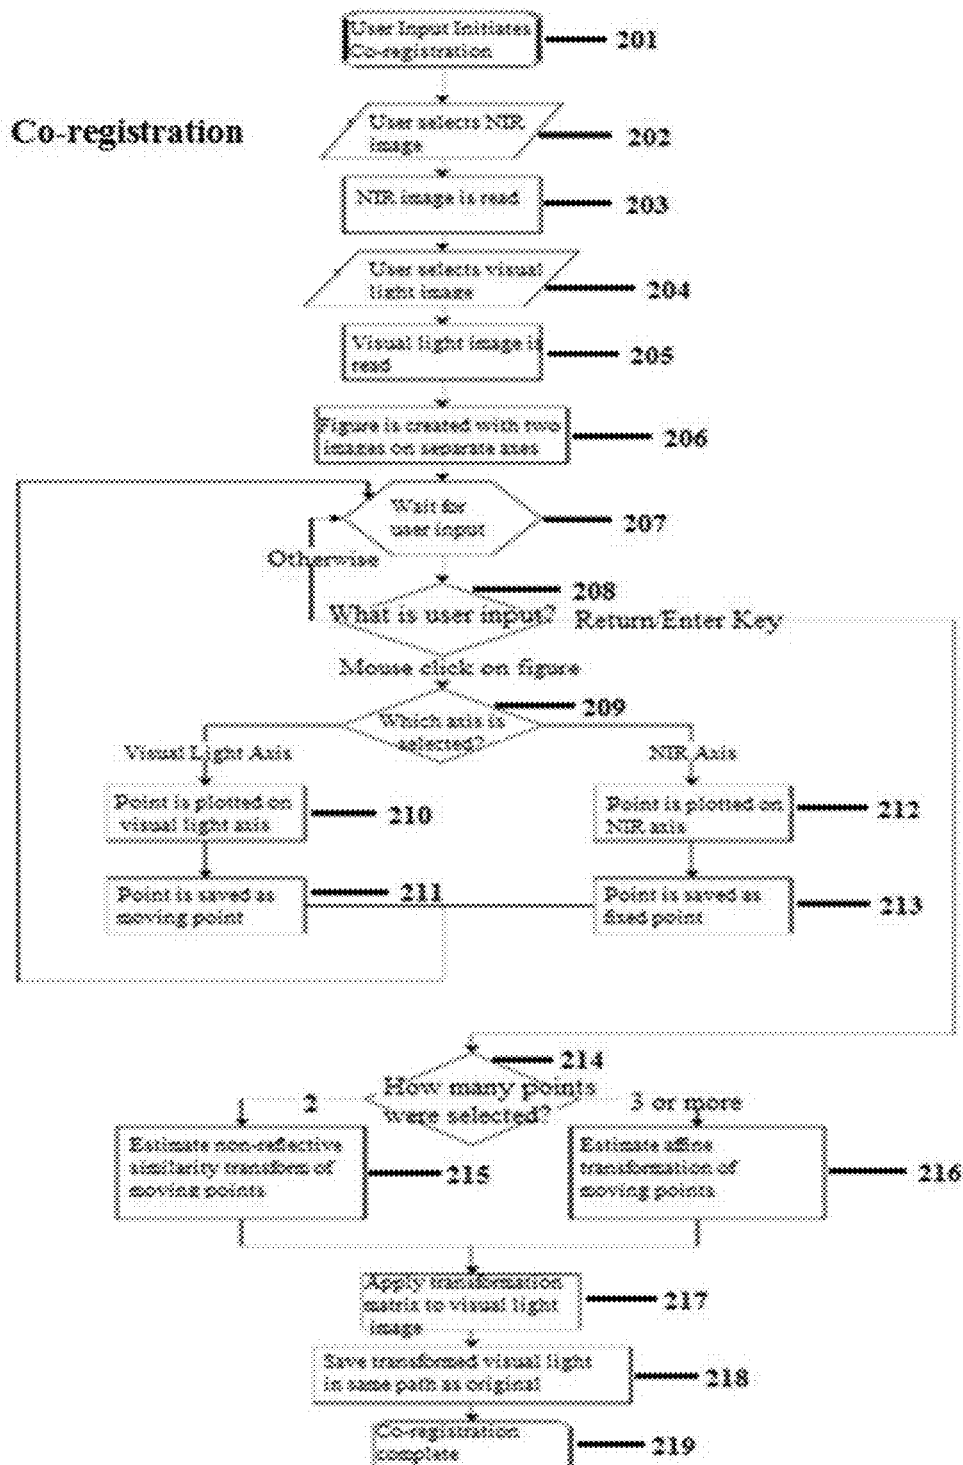 User Input Initiates
Co-registration
201
Co-registration
User selects NIR
image
202
NIR image is read
203
User selects visual
light image
204
Visual light image is
read
205
Figure is created with two
images on separate axes
206
Wait for
user input
207
Otherwise
208
What is user input?
Return/Enter Key
Mouse click on figure
209
Which axis is
selected?
Visual Light Axis
NIR Axis
Point is plotted on
visual light axis
210
Point is plotted on
NIR axis
212
Point is saved as
moving point
211
Point is saved as
fixed point
213
214
How many points
were selected?
2
3 or more
Estimate non-reflective
similarity transform of
moving points
215
Estimate affine
transformation of
moving points
216
Apply transformation
matrix to visual light
image
217
Save transformed visual light
in same path as original
218
Co-registration
complete
219